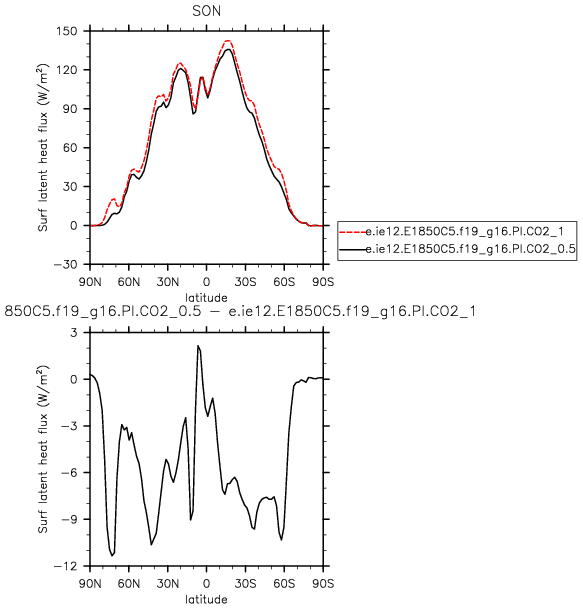 SON
150
120
90
60
30
0
−30
Surf latent heat flux (W/m²)
90N 60N 30N 0 30S 60S 90S
latitude
e.ie12.E1850C5.f19_g16.PI.CO2_1
e.ie12.E1850C5.f19_g16.PI.CO2_0.5
850C5.f19_g16.PI.CO2_0.5 − e.ie12.E1850C5.f19_g16.PI.CO2_1
3
0
−3
−6
−9
−12
Surf latent heat flux (W/m²)
90N 60N 30N 0 30S 60S 90S
latitude